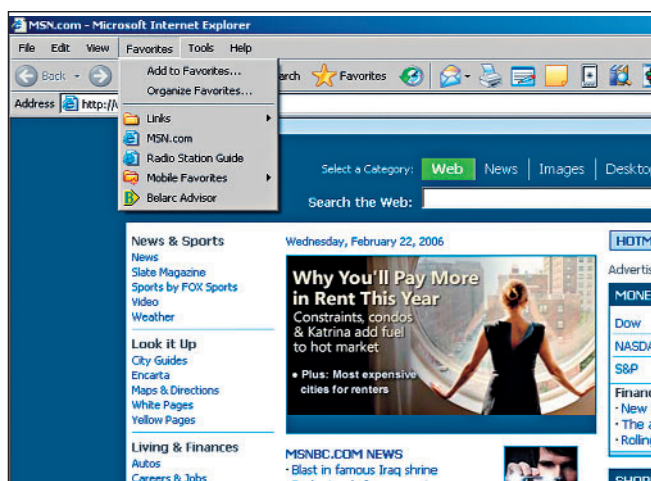 MSN.com - Microsoft Internet Explorer
File Edit View Favorites Tools Help
Back Favorites
Address http://
Add to Favorites...
Organize Favorites...
Links
MSN.com
Radio Station Guide
Mobile Favorites
Belarc Advisor
Select a Category: Web News Images
Search the Web:
News & Sports
News
Slate Magazine
Sports by FOX Sports
Video
Weather
Look it Up
City Guides
Encarta
Maps & Directions
White Pages
Yellow Pages
Living & Finances
Autos
Careers & Jobs
Wednesday, February 22, 2006
Why You'll Pay More
in Rent This Year
Constraints, condos
& Katrina add fuel
to hot market
• Plus: Most expensive
cities for renters
MSNBC.COM NEWS
· Blast in famous Iraq shrine
HOTM
Advertis
MONE
Dow
NASDA
S&P
Financ
· New
· The a
· Rolling